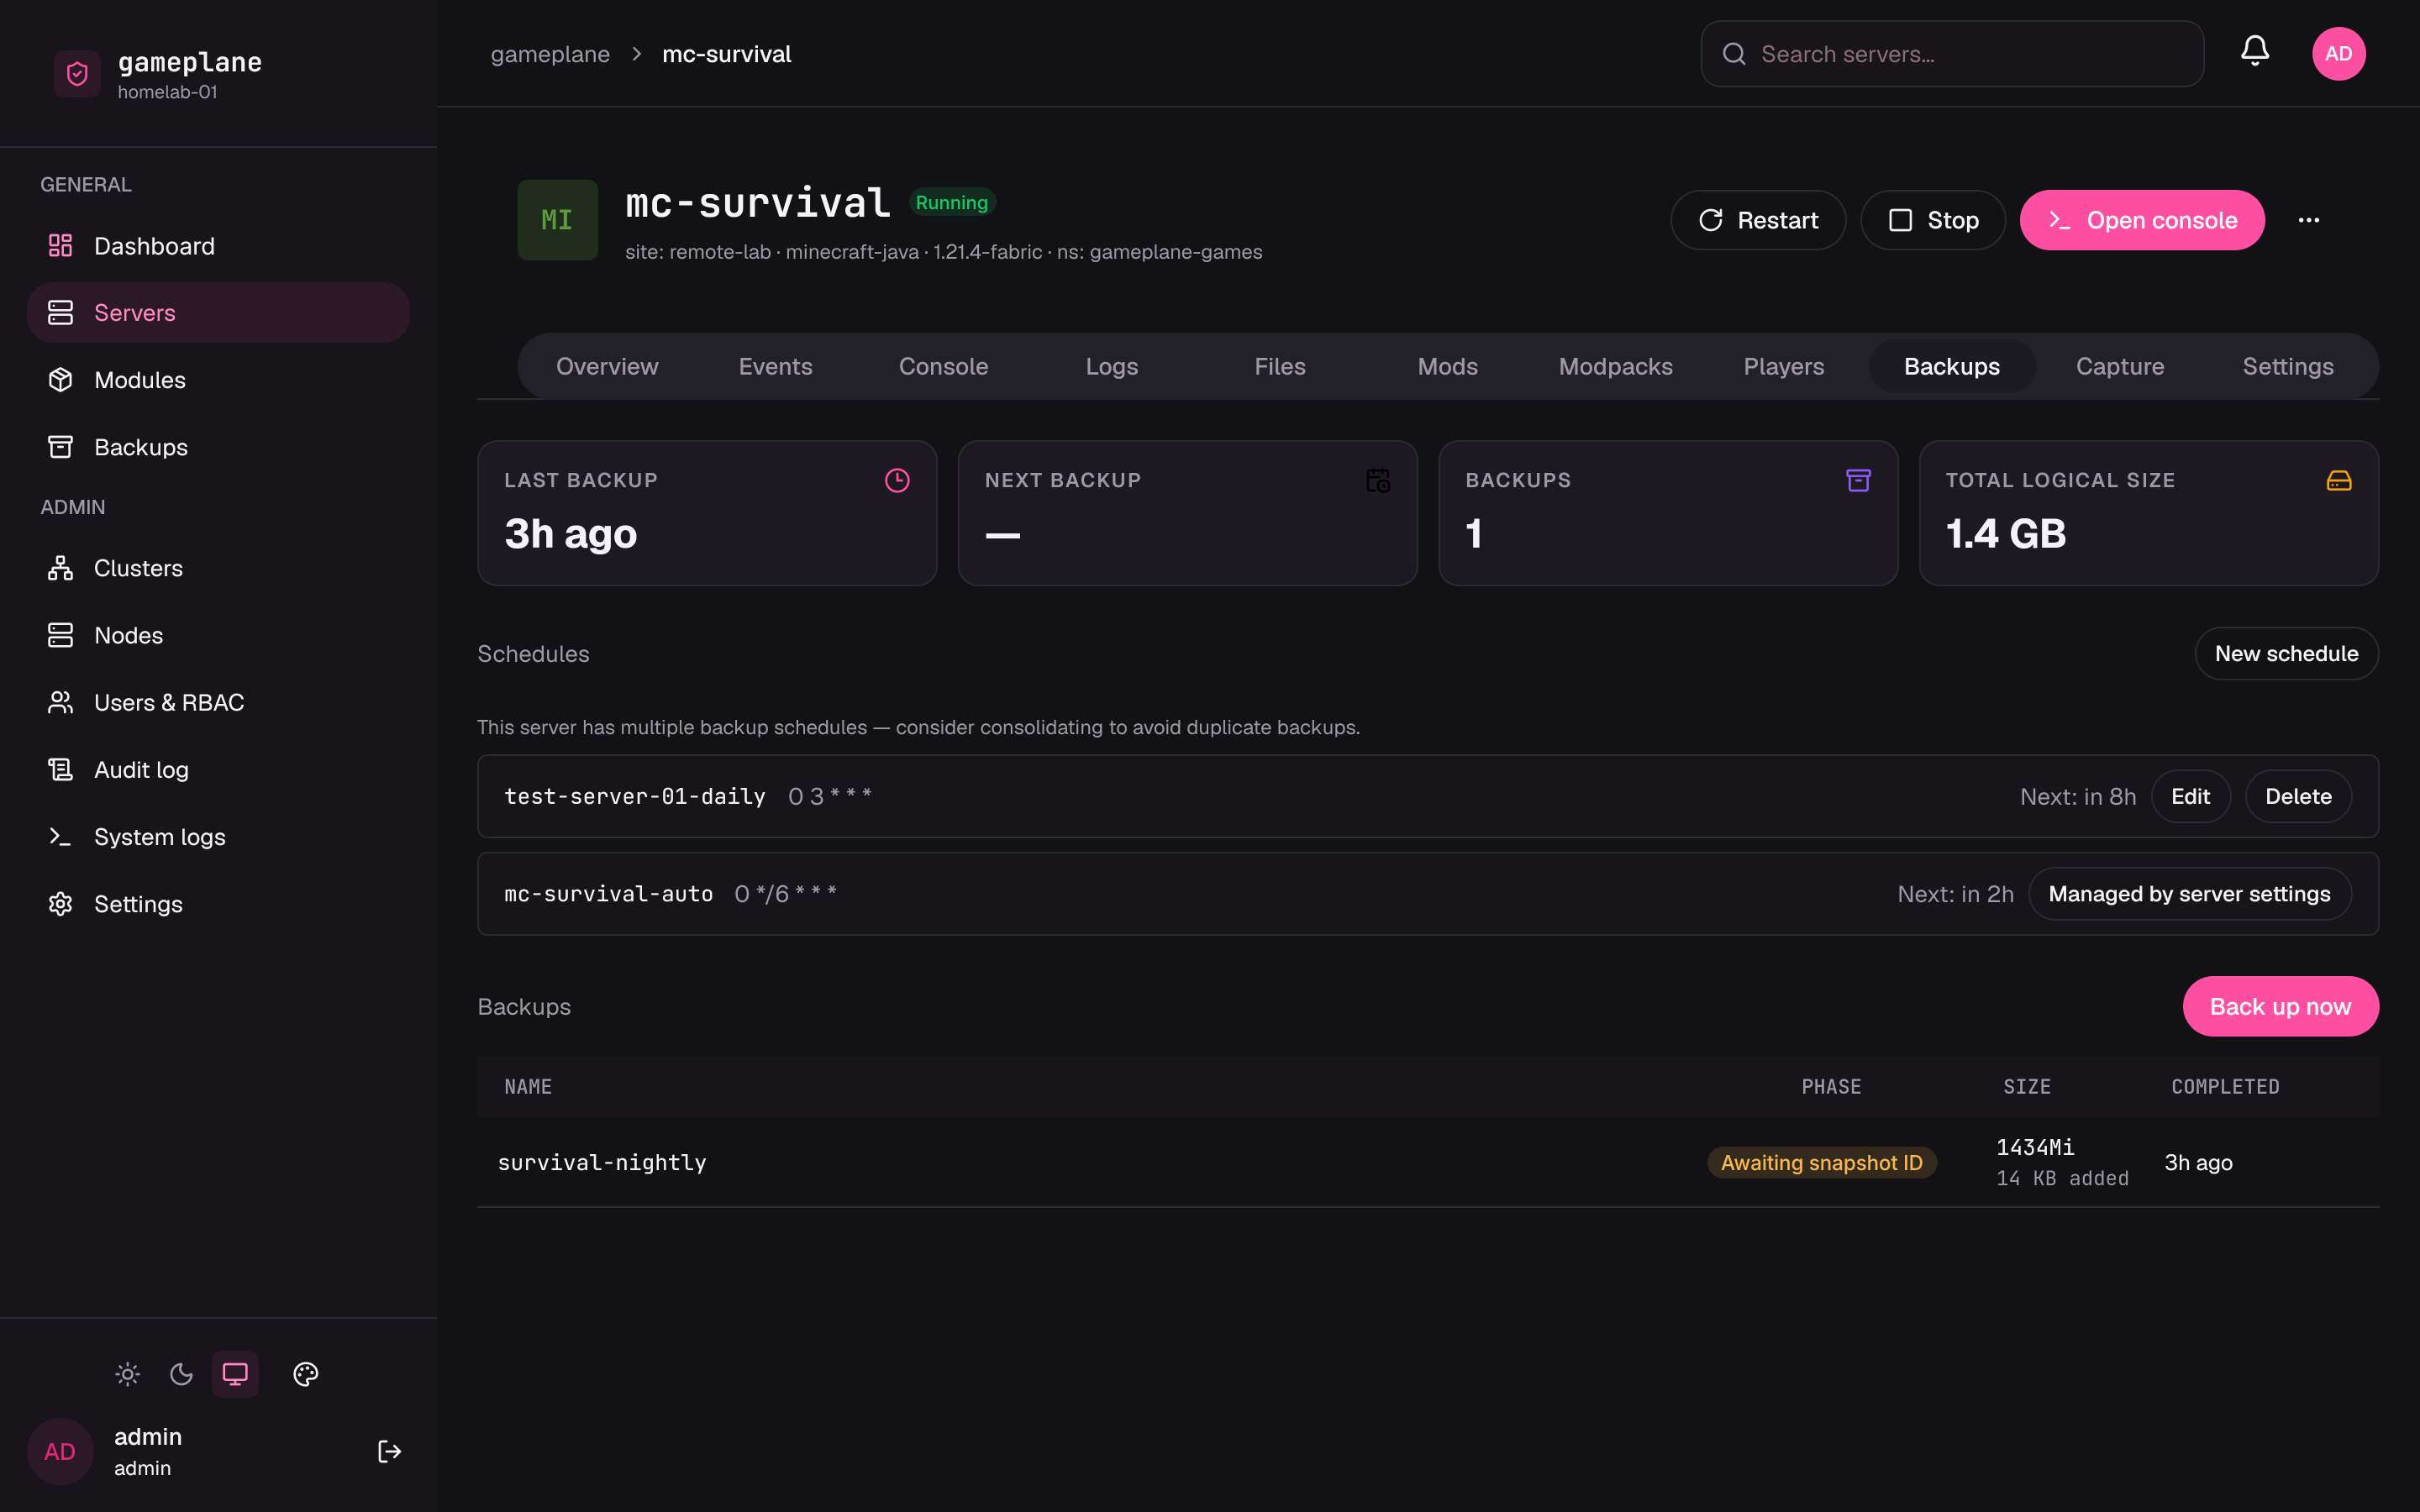 gameplane
homelab-01
GENERAL
Dashboard
Servers
Modules
Backups
ADMIN
Clusters
Nodes
Users & RBAC
Audit log
System logs
Settings
AD
admin
admin
gameplane > mc-survival
Search servers...
AD
MI
mc-survival Running
site: remote-lab · minecraft-java · 1.21.4-fabric · ns: gameplane-games
Restart Stop Open console
Overview Events Console Logs Files Mods Modpacks Players Backups Capture Settings
LAST BACKUP
3h ago
NEXT BACKUP
—
BACKUPS
1
TOTAL LOGICAL SIZE
1.4 GB
Schedules New schedule
This server has multiple backup schedules — consider consolidating to avoid duplicate backups.
test-server-01-daily 0 3 * * * Next: in 8h Edit Delete
mc-survival-auto 0 */6 * * * Next: in 2h Managed by server settings
Backups Back up now
NAME PHASE SIZE COMPLETED
survival-nightly Awaiting snapshot ID 1434Mi 3h ago
14 KB added